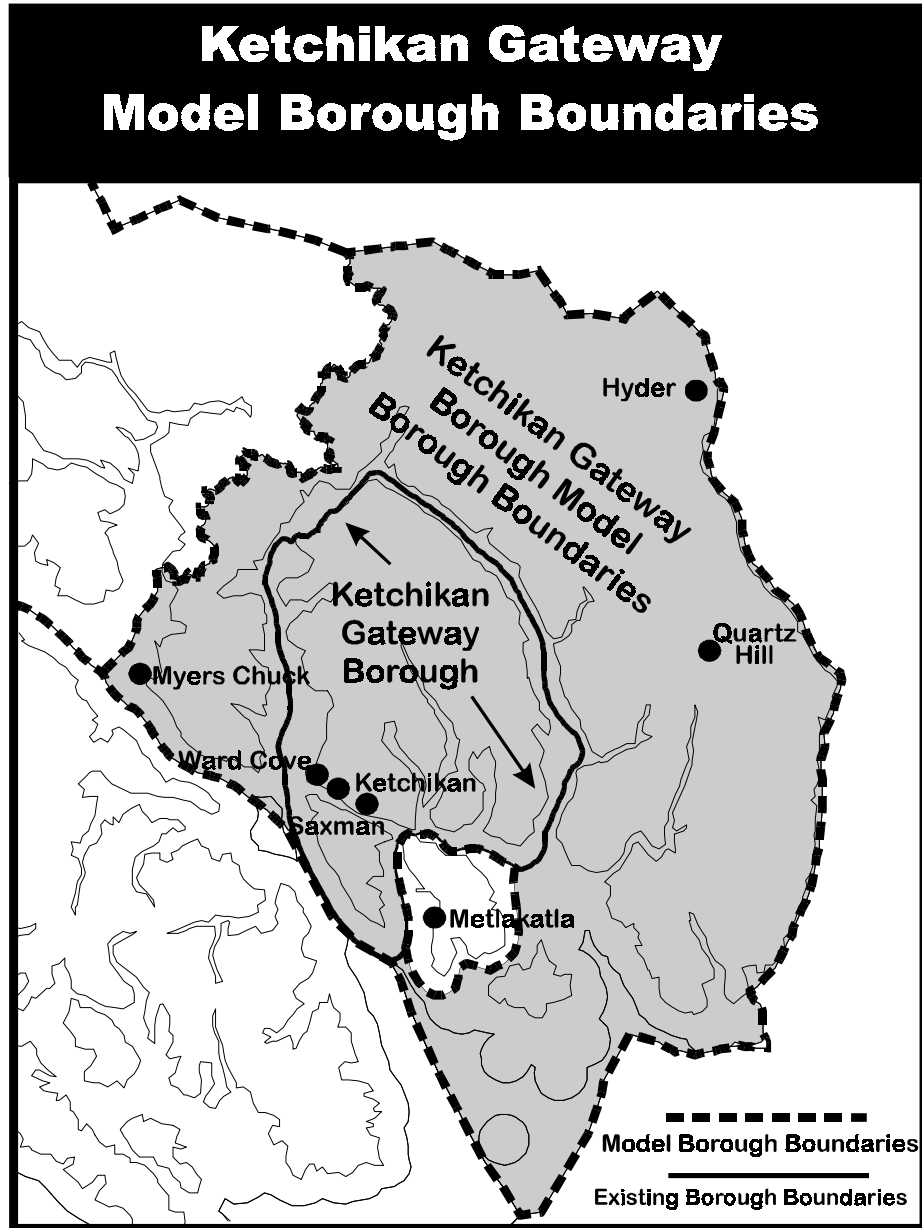 Ketchikan Gateway
Model Borough Boundaries
Hyder
Ketchikan Gateway
Borough Model
Borough Boundaries
Ketchikan
Gateway
Borough
Quartz
Hill
Myers Chuck
Ward Cove
Ketchikan
Saxman
Metlakatla
Model Borough Boundaries
Existing Borough Boundaries